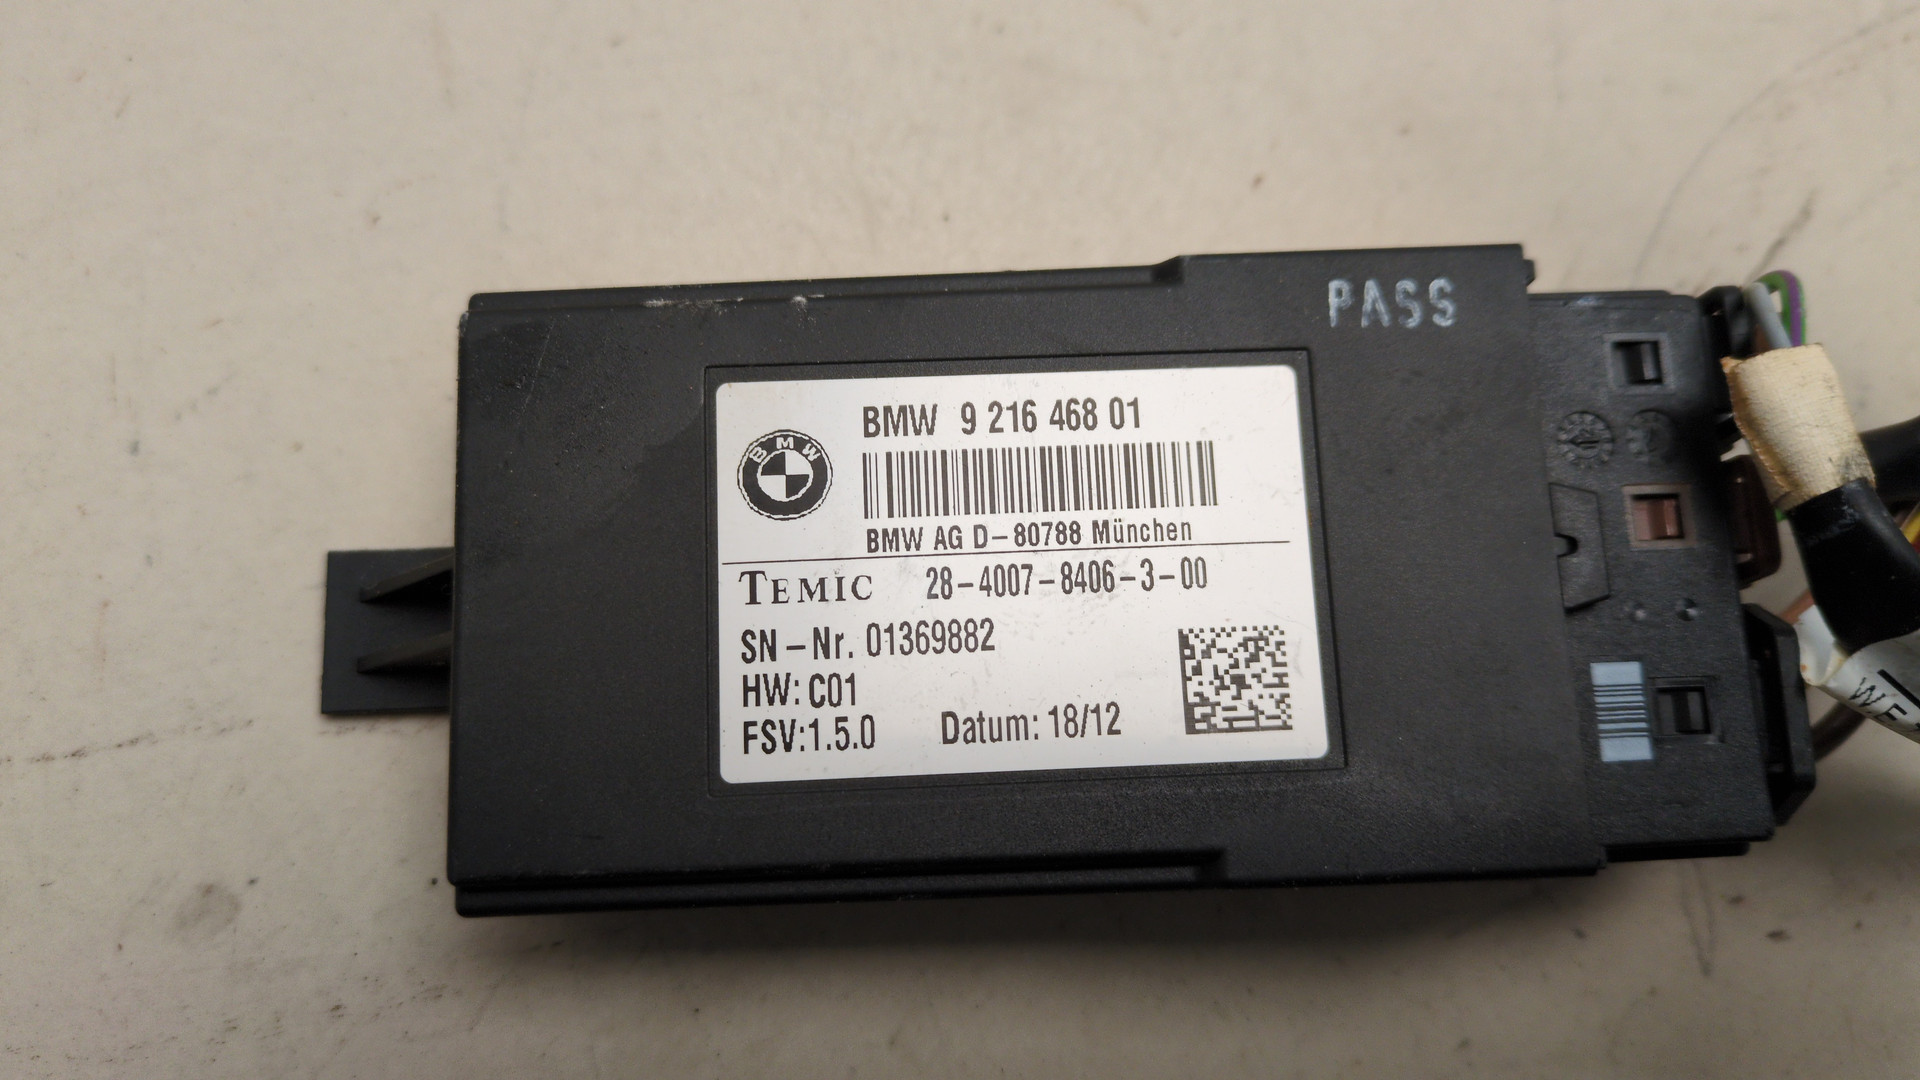 PASS
BMW 9 216 468 01
BMW
BMW AG D-80788 München
TEMIC 28-4007-8406-3-00
SN-Nr. 01369882
HW: C01
FSV:1.5.0 Datum: 18/12